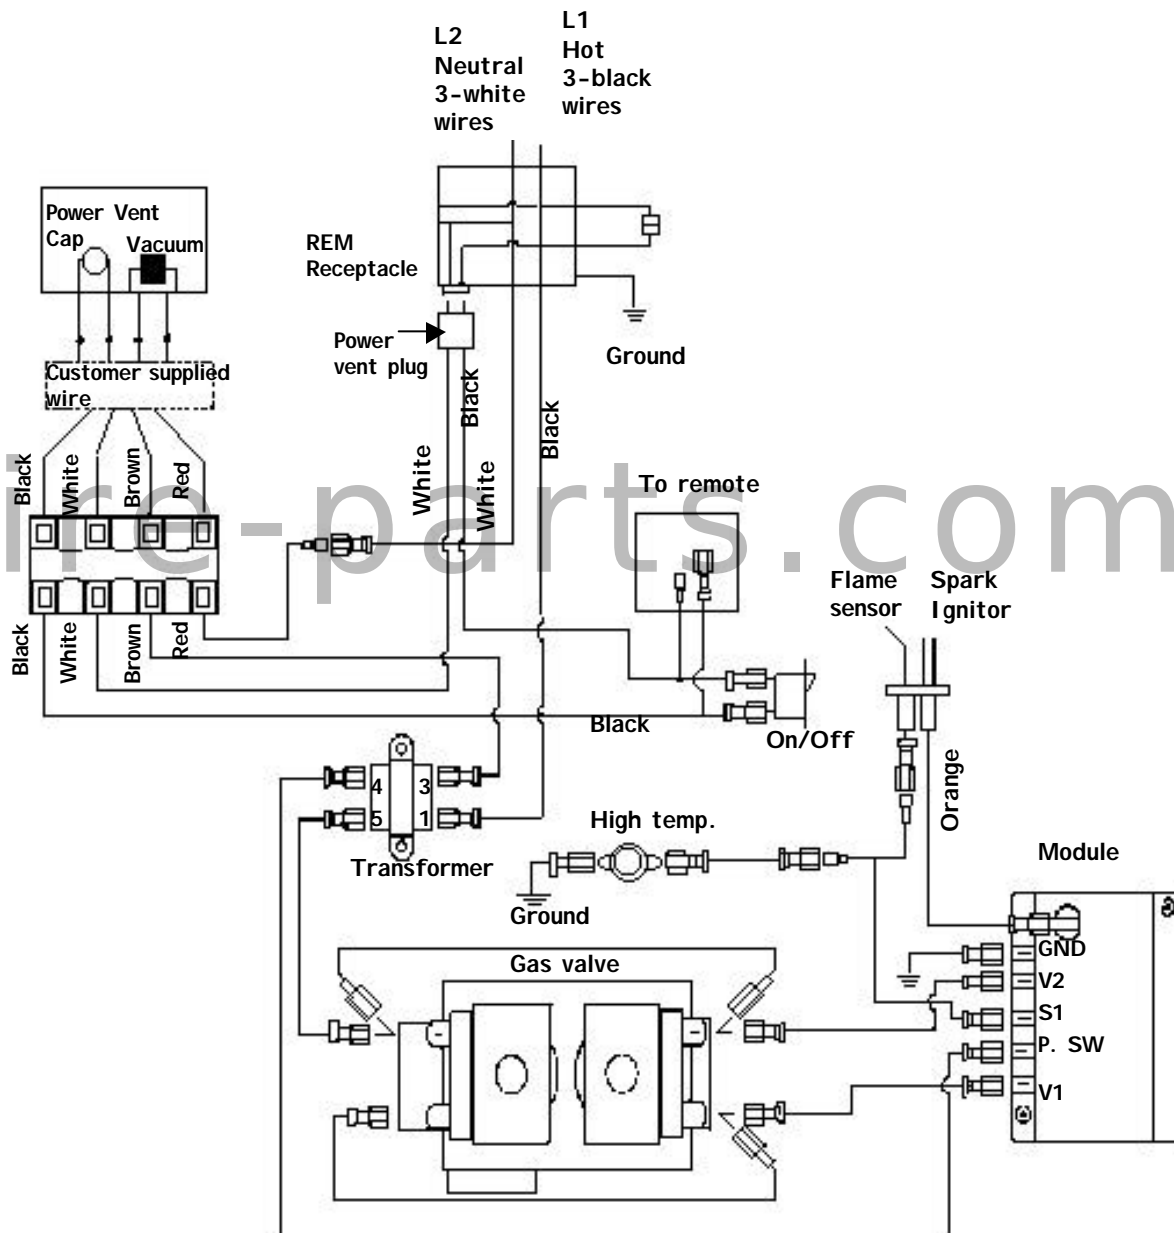 L2
Neutral
3-white
wires
L1
Hot
3-black
wires
Power Vent
Cap
Vacuum
REM
Receptacle
Power
vent plug
Ground
Customer supplied
wire
Black
White
Brown
Red
White
Black
White
Black
ire-parts.com
To remote
Flame
sensor
Spark
Ignitor
Black
White
Brown
Red
Black
On/Off
Orange
4
3
5
1
Transformer
High temp.
Ground
Module
Gas valve
GND
V2
S1
P. SW
V1